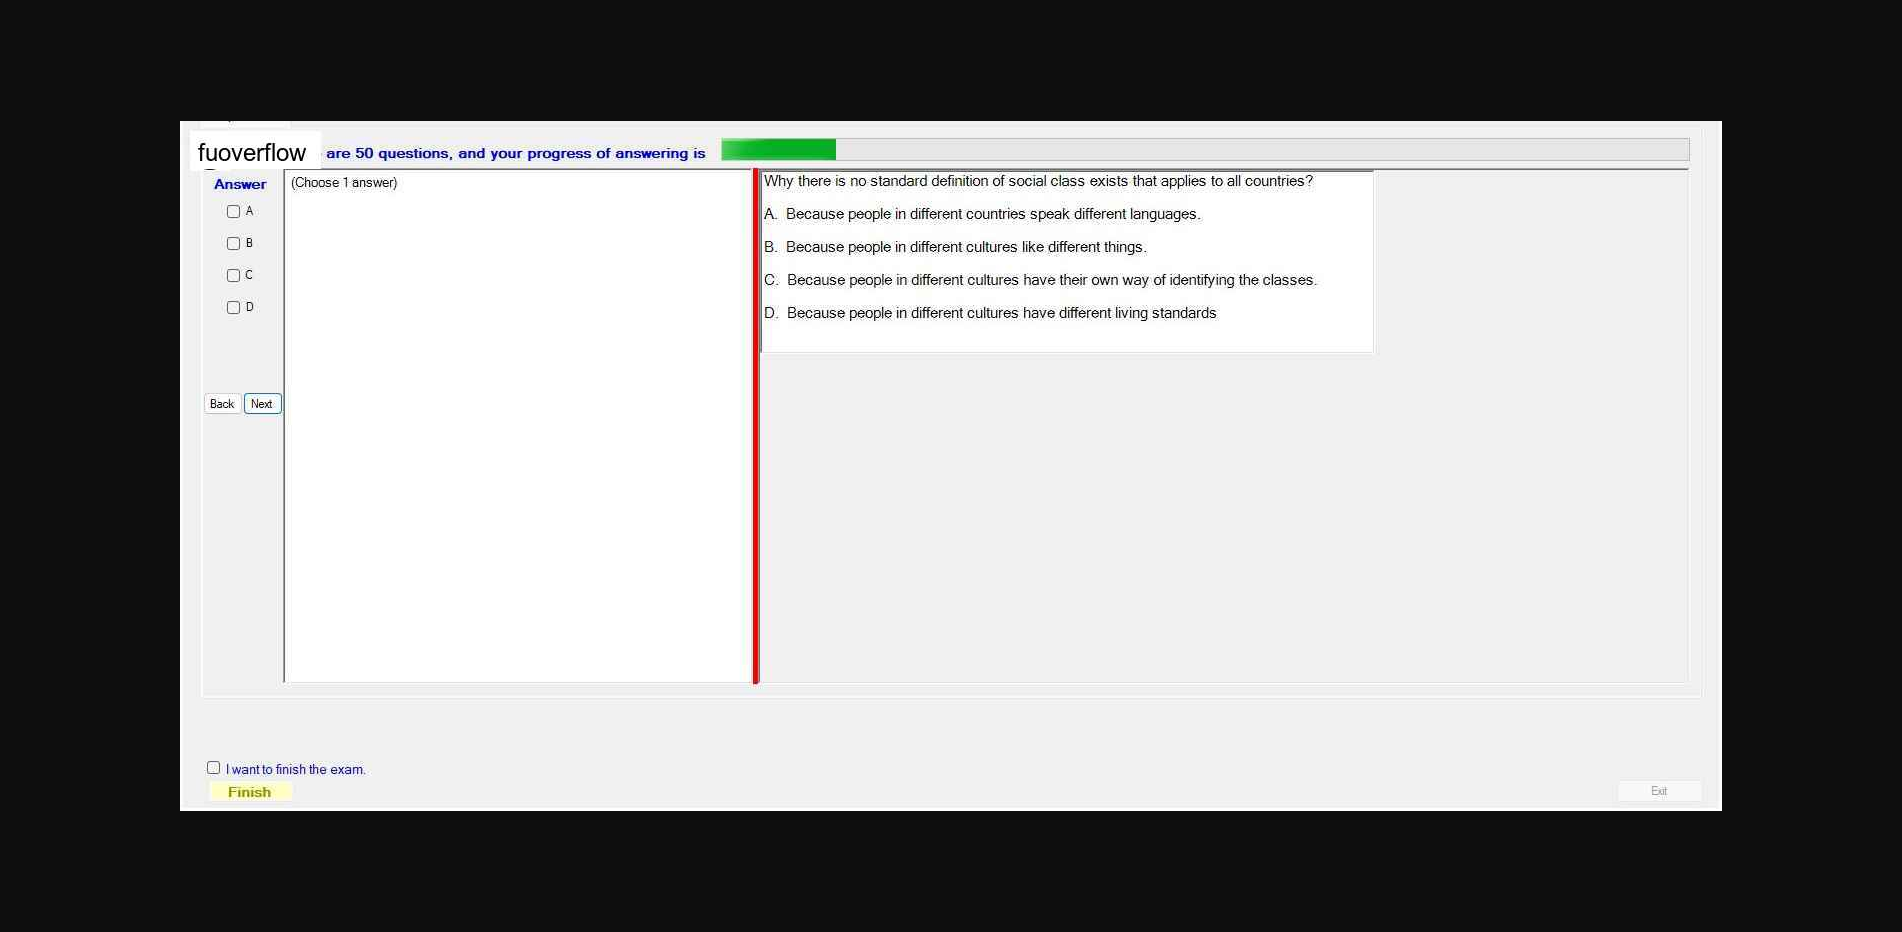 fuoverflow are 50 questions, and your progress of answering is
Answer
(Choose 1 answer)
A
B
C
D
Back Next
Why there is no standard definition of social class exists that applies to all countries?
A. Because people in different countries speak different languages.
B. Because people in different cultures like different things.
C. Because people in different cultures have their own way of identifying the classes.
D. Because people in different cultures have different living standards
I want to finish the exam.
Finish
Exit